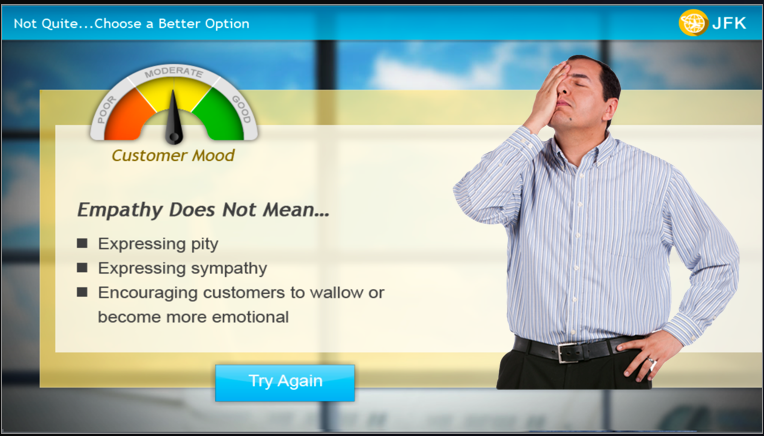 Not Quite...Choose a Better Option
JFK
POOR
MODERATE
GOOD
Customer Mood
Empathy Does Not Mean...
Expressing pity
Expressing sympathy
Encouraging customers to wallow or
become more emotional
Try Again